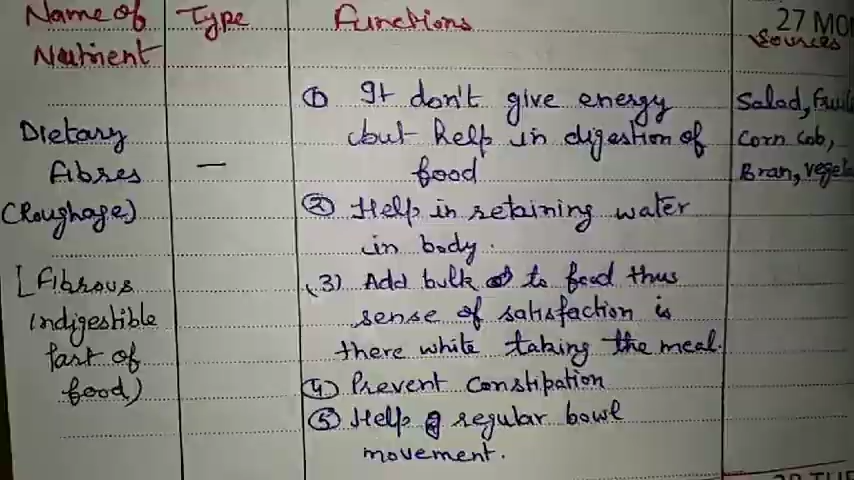 Name of Nutrient
Type
Functions
27 MO
Sources
Dietary
Fibres
(Roughage)
[Fibrous
indigestible
part of
food)
—
① It don't give energy
but help in digestion of
food
② Help in retaining water
in body.
(3) Add bulk to food thus
sense of satisfaction is
there while taking the meal.
④ Prevent Constipation
⑤ Help regular bowl
movement.
Salad, Fruit
Corn cob,
Bran, vegeta